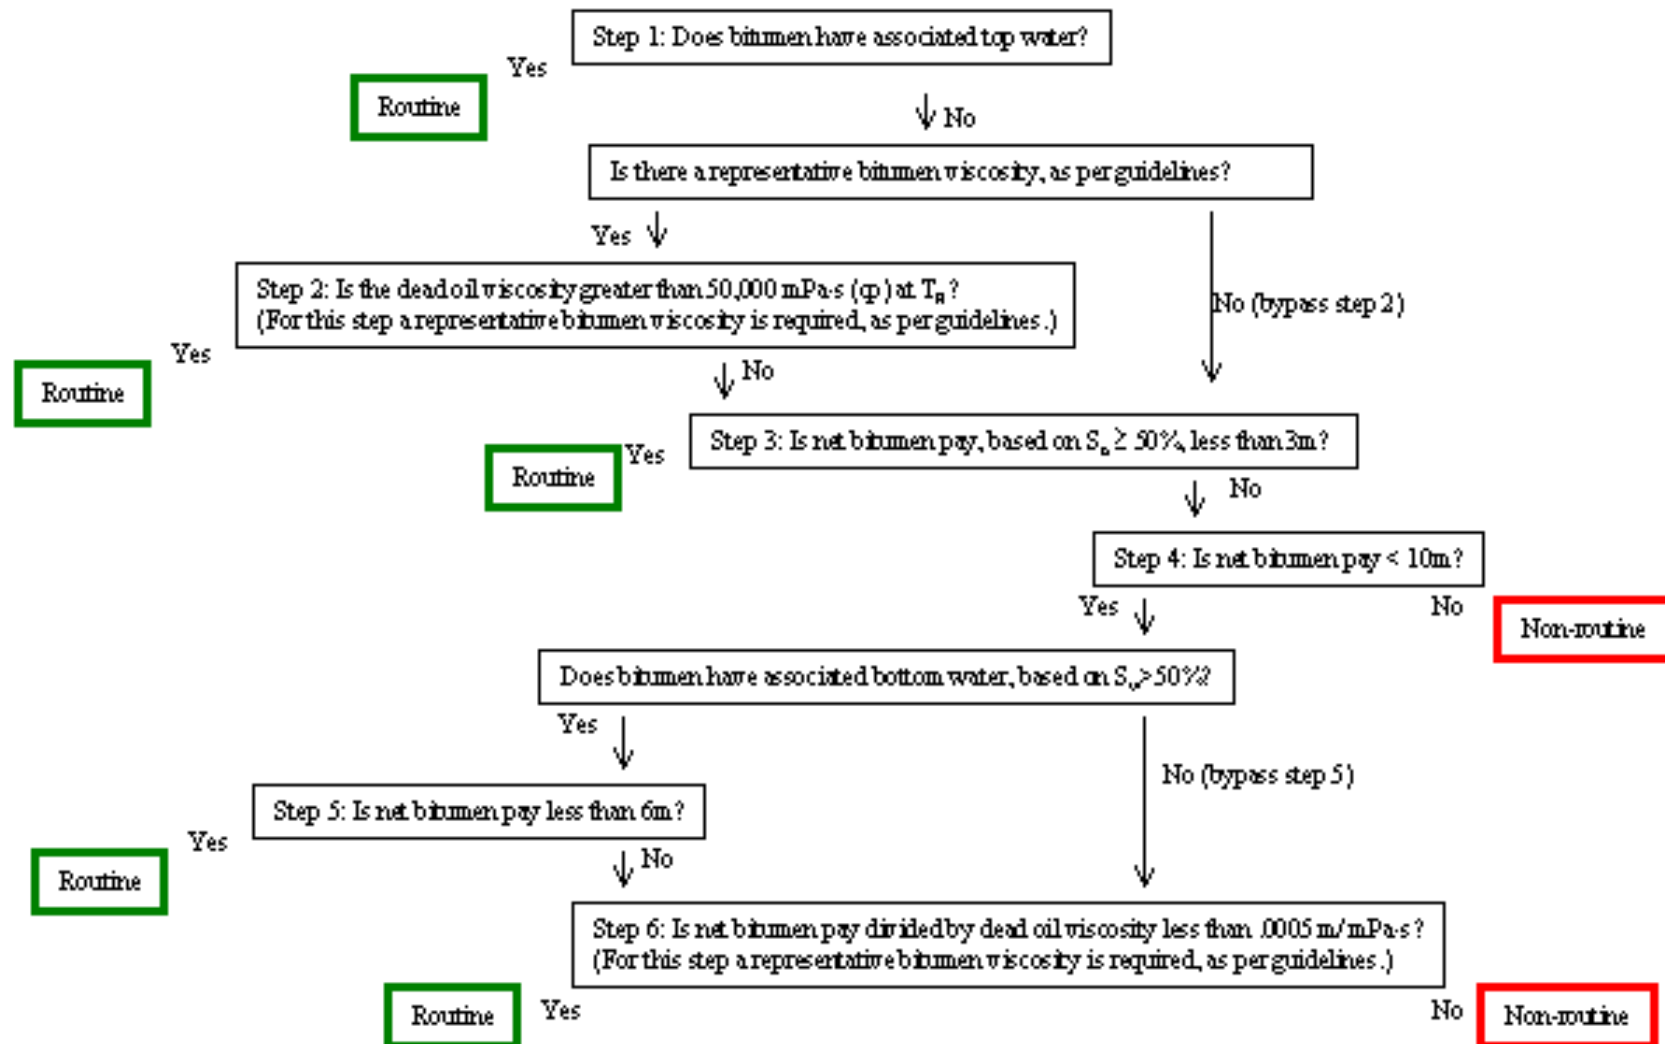 Step 1: Does bitumen have associated top water?
Yes
Routine
No
Is there a representative bitumen viscosity, as per guidelines?
Yes
Step 2: Is the dead oil viscosity greater than 50,000 mPa·s (cp) at T_R?
(For this step a representative bitumen viscosity is required, as per guidelines.)
No (bypass step 2)
Yes
Routine
No
Step 3: Is net bitumen pay, based on S_o ≥ 50%, less than 3m?
Yes
Routine
No
Step 4: Is net bitumen pay < 10m?
Yes
No
Non-routine
Does bitumen have associated bottom water, based on S_w>50%?
Yes
No (bypass step 5)
Step 5: Is net bitumen pay less than 6m?
Yes
Routine
No
Step 6: Is net bitumen pay divided by dead oil viscosity less than .0005 m/mPa·s?
(For this step a representative bitumen viscosity is required, as per guidelines.)
Routine
Yes
No
Non-routine